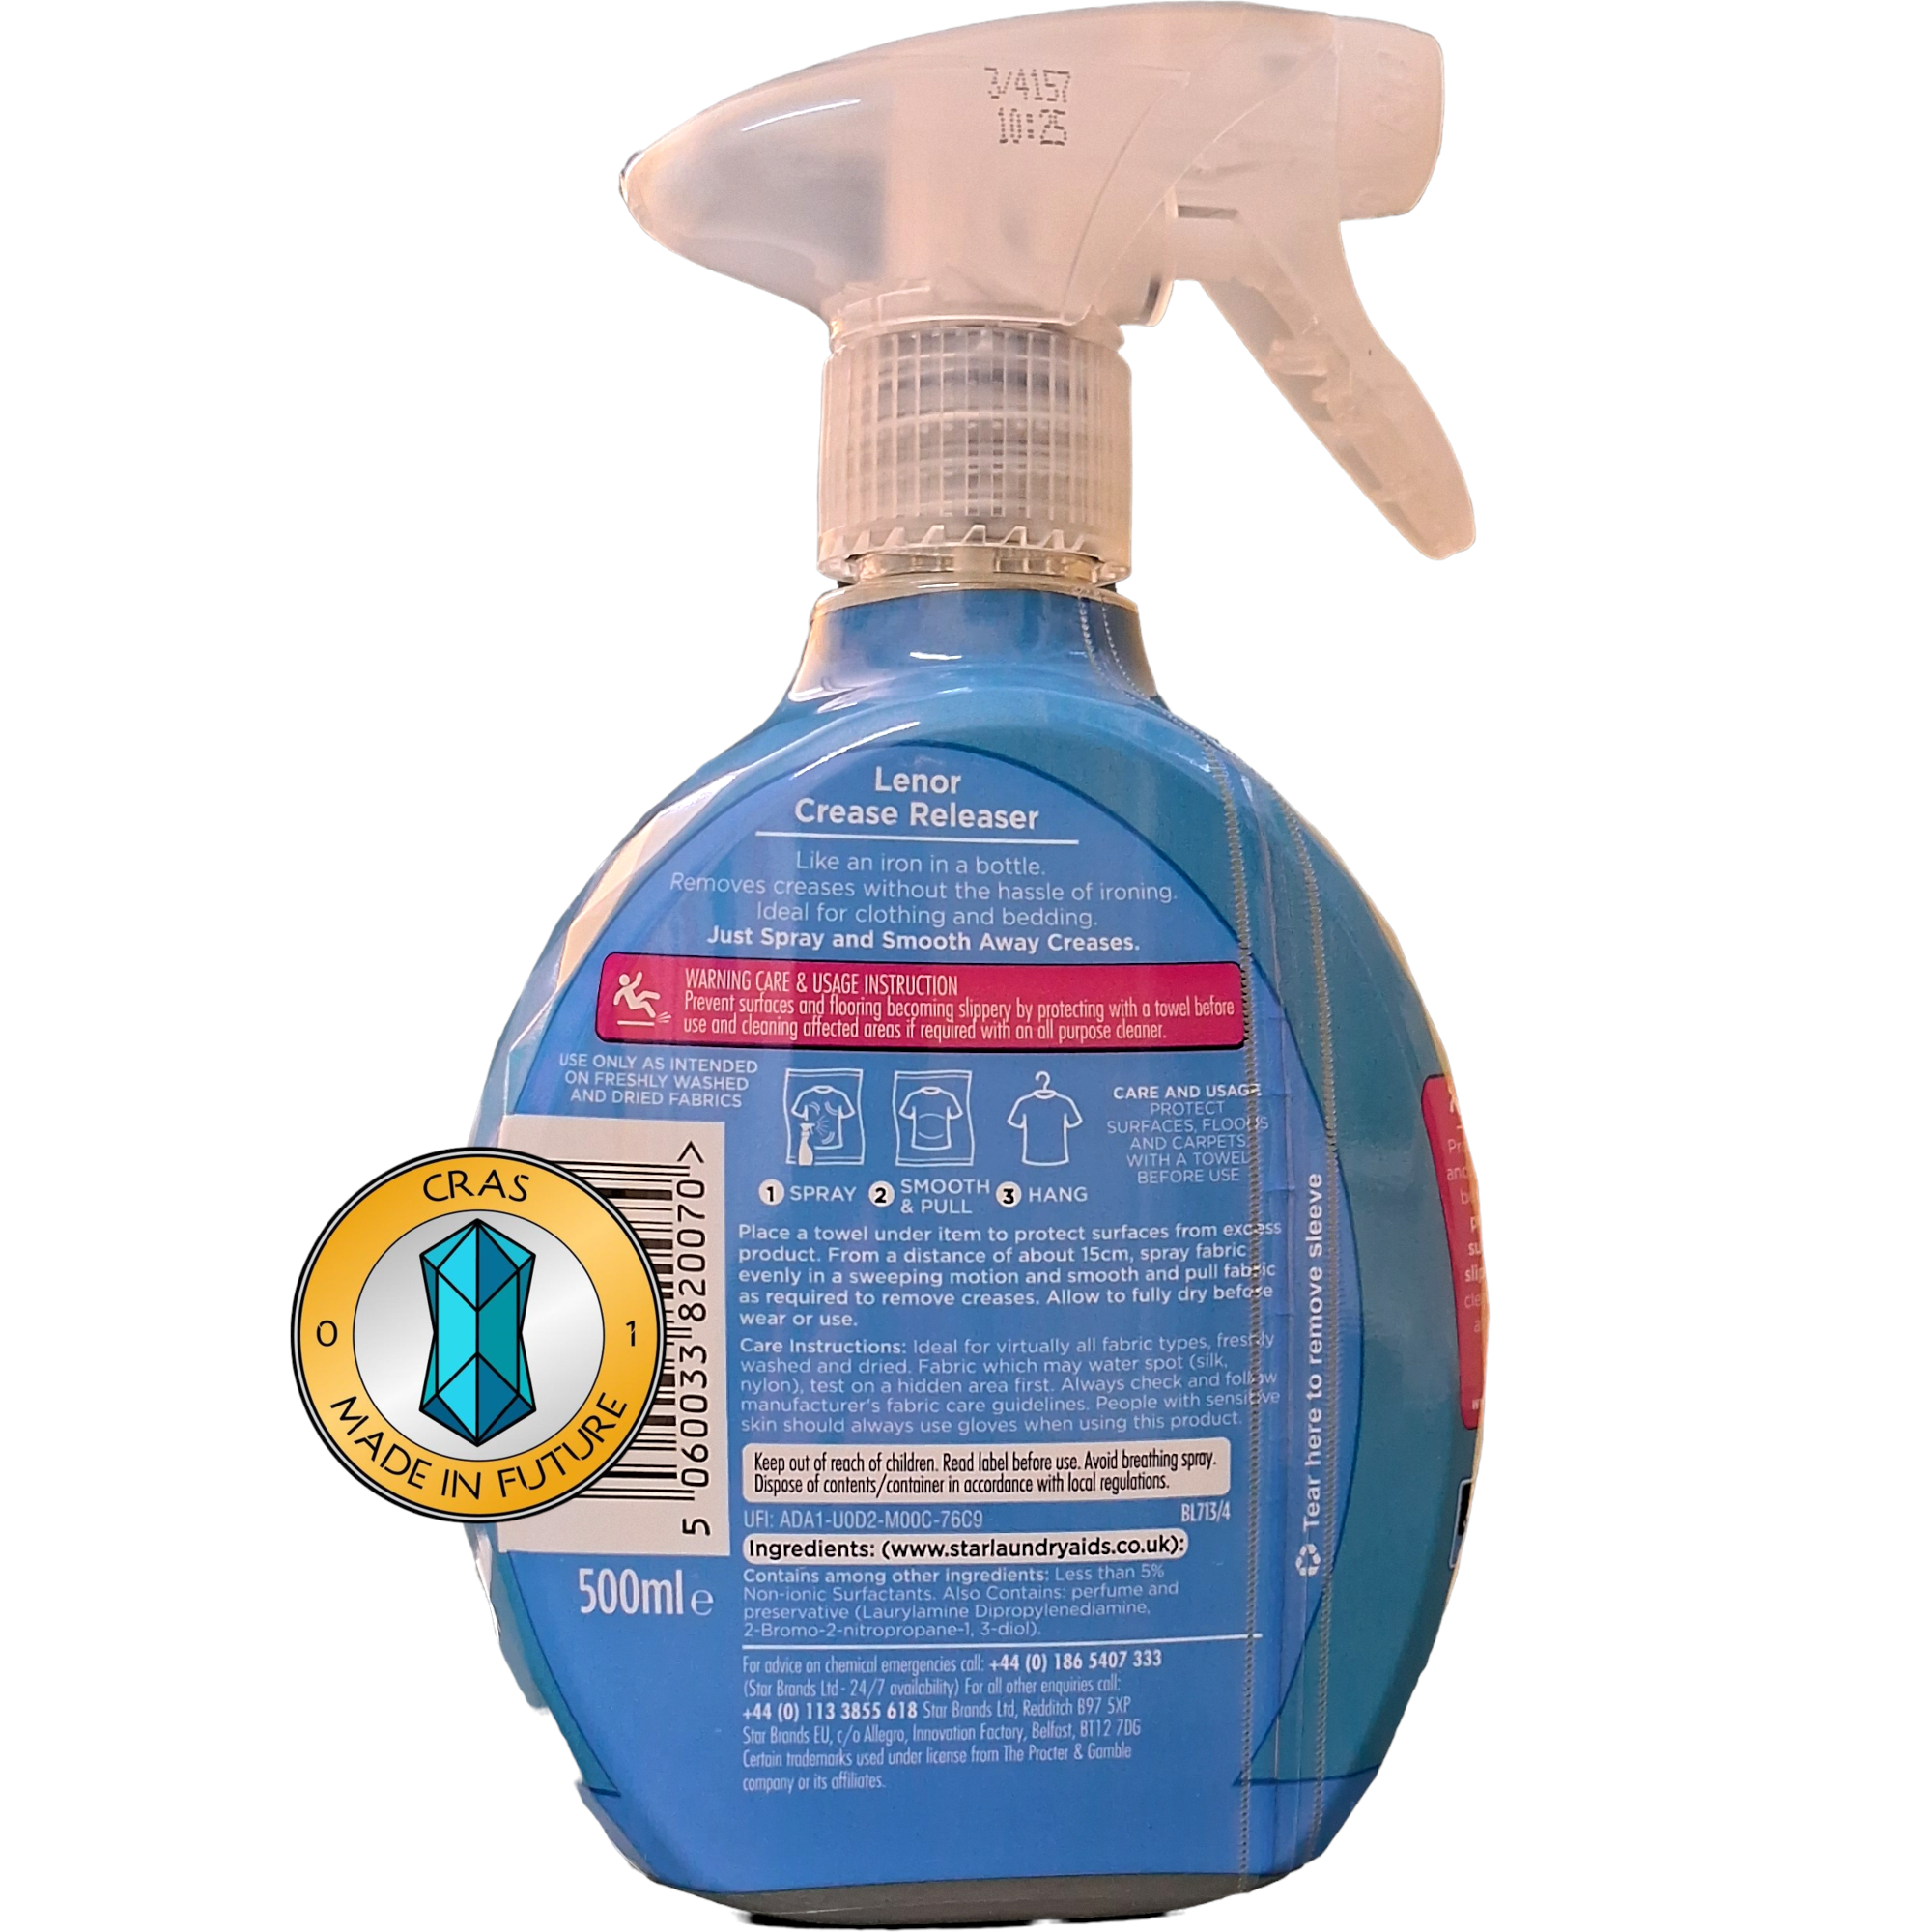 3/4157
10:25
Lenor
Crease Releaser
Like an iron in a bottle.
Removes creases without the hassle of ironing.
Ideal for clothing and bedding.
Just Spray and Smooth Away Creases.
WARNING CARE & USAGE INSTRUCTION
Prevent surfaces and flooring becoming slippery by protecting with a towel before
use and cleaning affected areas if required with an all purpose cleaner.
USE ONLY AS INTENDED
ON FRESHLY WASHED
AND DRIED FABRICS
1 SPRAY
2 SMOOTH
& PULL
3 HANG
CARE AND USAGE
PROTECT
SURFACES, FLOORS
AND CARPETS
WITH A TOWEL
BEFORE USE
Place a towel under item to protect surfaces from excess
product. From a distance of about 15cm, spray fabric
evenly in a sweeping motion and smooth and pull fabric
as required to remove creases. Allow to fully dry before
wear or use.
Care Instructions: Ideal for virtually all fabric types, freshly
washed and dried. Fabric which may water spot (silk,
nylon), test on a hidden area first. Always check and follow
manufacturer's fabric care guidelines. People with sensitive
skin should always use gloves when using this product.
Keep out of reach of children. Read label before use. Avoid breathing spray.
Dispose of contents/container in accordance with local regulations.
UFI: ADA1-U0D2-M00C-76C9
BL713/4
Ingredients: (www.starlaundryaids.co.uk):
Contains among other ingredients: Less than 5%
Non-ionic Surfactants. Also Contains: perfume and
preservative (Laurylamine Dipropylenediamine,
2-Bromo-2-nitropropane-1, 3-diol).
For advice on chemical emergencies call: +44 (0) 186 5407 333
(Star Brands Ltd - 24/7 availability) For all other enquiries call:
+44 (0) 113 3855 618 Star Brands Ltd, Redditch B97 5XP
Star Brands EU, c/o Allegro, Innovation Factory, Belfast, BT12 7DG
Certain trademarks used under license from The Procter & Gamble
company or its affiliates.
5 060033 820070 >
500ml e
Tear here to remove sleeve
CRAS
0 1
MADE IN FUTURE